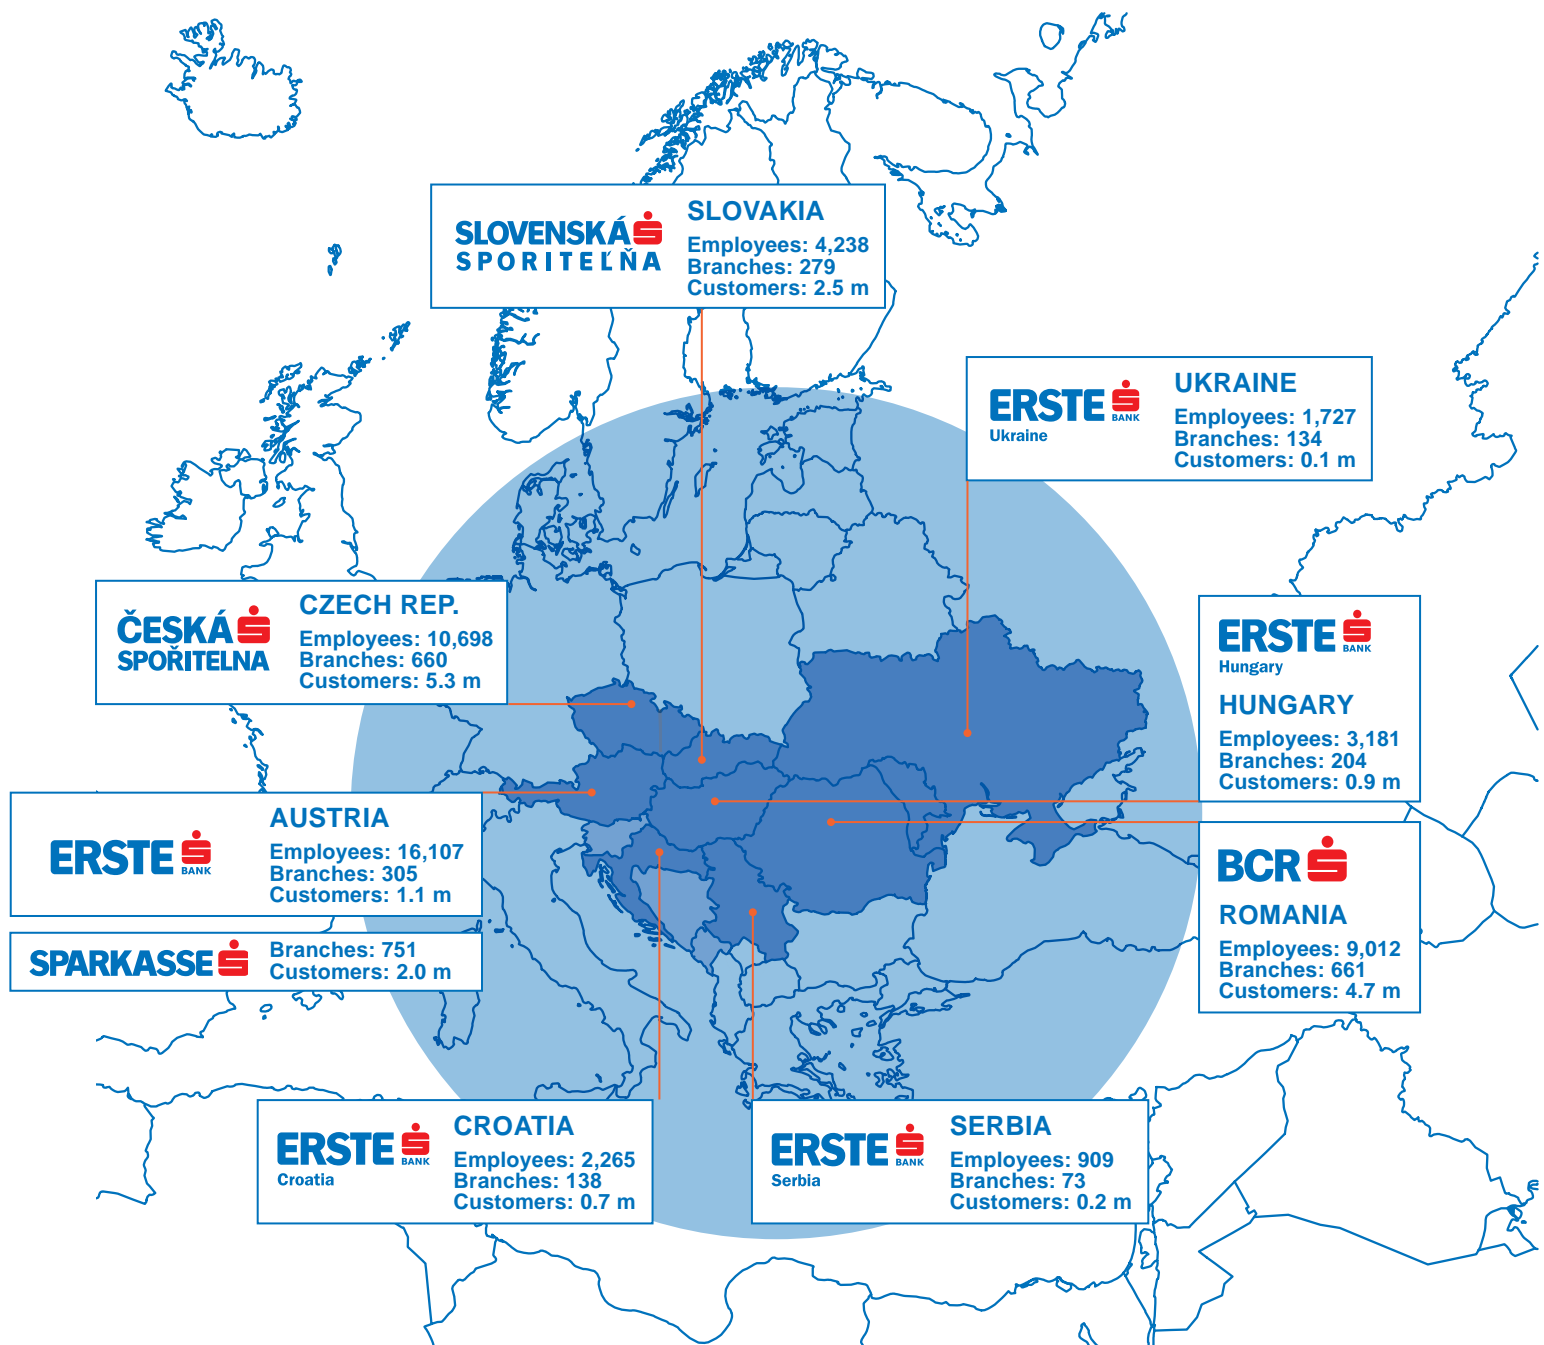 SLOVENSKÁ
SPORITEĽŇA
SLOVAKIA
Employees: 4,238
Branches: 279
Customers: 2.5 m
ERSTE
BANK
Ukraine
UKRAINE
Employees: 1,727
Branches: 134
Customers: 0.1 m
ČESKÁ
SPOŘITELNA
CZECH REP.
Employees: 10,698
Branches: 660
Customers: 5.3 m
ERSTE
BANK
Hungary
HUNGARY
Employees: 3,181
Branches: 204
Customers: 0.9 m
ERSTE
BANK
AUSTRIA
Employees: 16,107
Branches: 305
Customers: 1.1 m
SPARKASSE
Branches: 751
Customers: 2.0 m
BCR
ROMANIA
Employees: 9,012
Branches: 661
Customers: 4.7 m
ERSTE
BANK
Croatia
CROATIA
Employees: 2,265
Branches: 138
Customers: 0.7 m
ERSTE
BANK
Serbia
SERBIA
Employees: 909
Branches: 73
Customers: 0.2 m